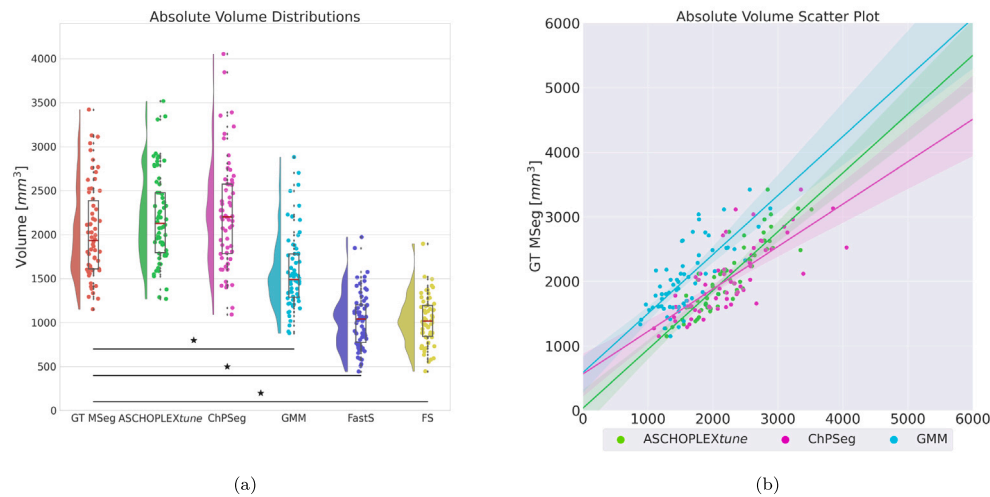 Absolute Volume Distributions
Volume [mm³]
4000
3500
3000
2500
2000
1500
1000
500
0
★
★
★
GT MSeg ASCHOPLEXtune ChPSeg GMM FastS FS
(a)
Absolute Volume Scatter Plot
GT MSeg [mm³]
6000
5000
4000
3000
2000
1000
0
0 1000 2000 3000 4000 5000 6000
ASCHOPLEXtune ChPSeg GMM
(b)